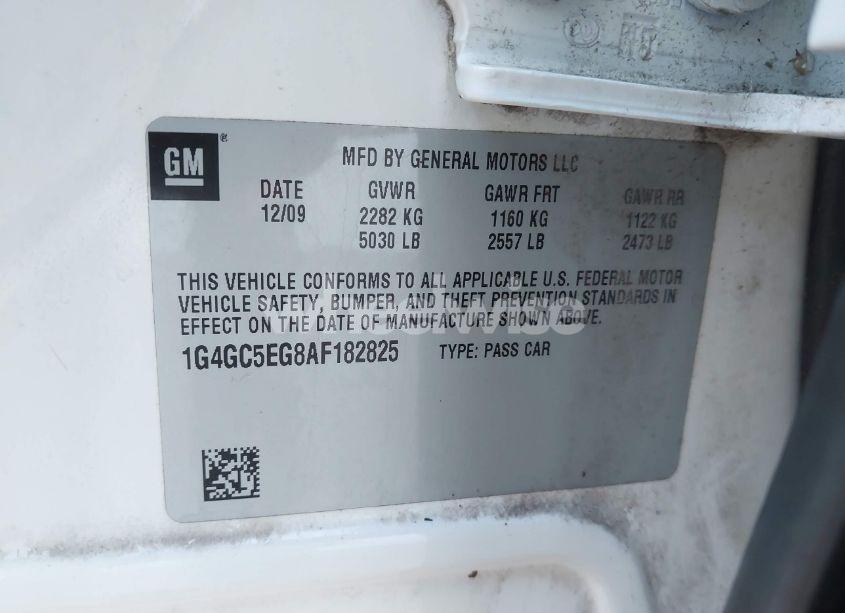 GM®
MFD BY GENERAL MOTORS LLC
DATE GVWR GAWR FRT GAWR RR
12/09 2282 KG 1160 KG 1122 KG
5030 LB 2557 LB 2473 LB
THIS VEHICLE CONFORMS TO ALL APPLICABLE U.S. FEDERAL MOTOR
VEHICLE SAFETY, BUMPER, AND THEFT PREVENTION STANDARDS IN
EFFECT ON THE DATE OF MANUFACTURE SHOWN ABOVE.
1G4GC5EG8AF182825 TYPE: PASS CAR